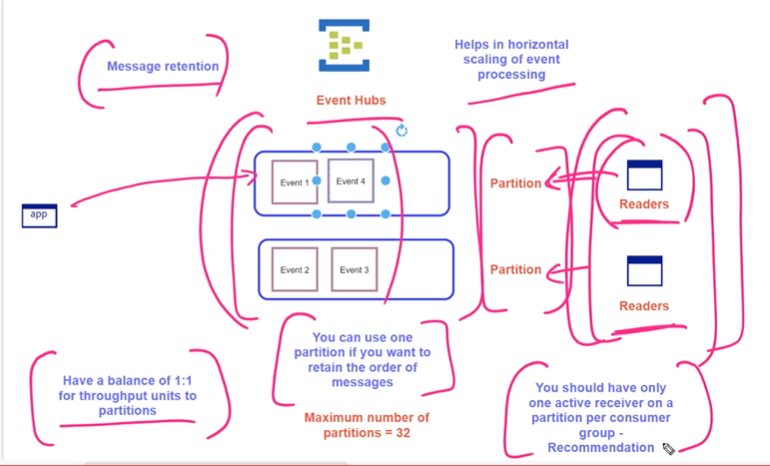 Message retention
Event Hubs
Helps in horizontal
scaling of event
processing
app
Event 1
Event 4
Partition
Readers
Event 2
Event 3
Partition
Readers
Have a balance of 1:1
for throughput units to
partitions
You can use one
partition if you want to
retain the order of
messages
Maximum number of
partitions = 32
You should have only
one active receiver on a
partition per consumer
group -
Recommendation